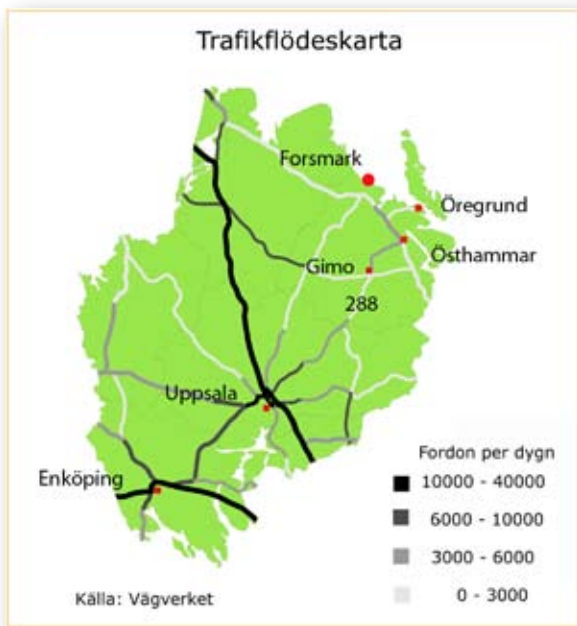 Trafikflödeskarta
Forsmark
Öregrund
Östhammar
Gimo
288
Uppsala
Enköping
Fordon per dygn
10000 - 40000
6000 - 10000
3000 - 6000
0 - 3000
Källa: Vägverket